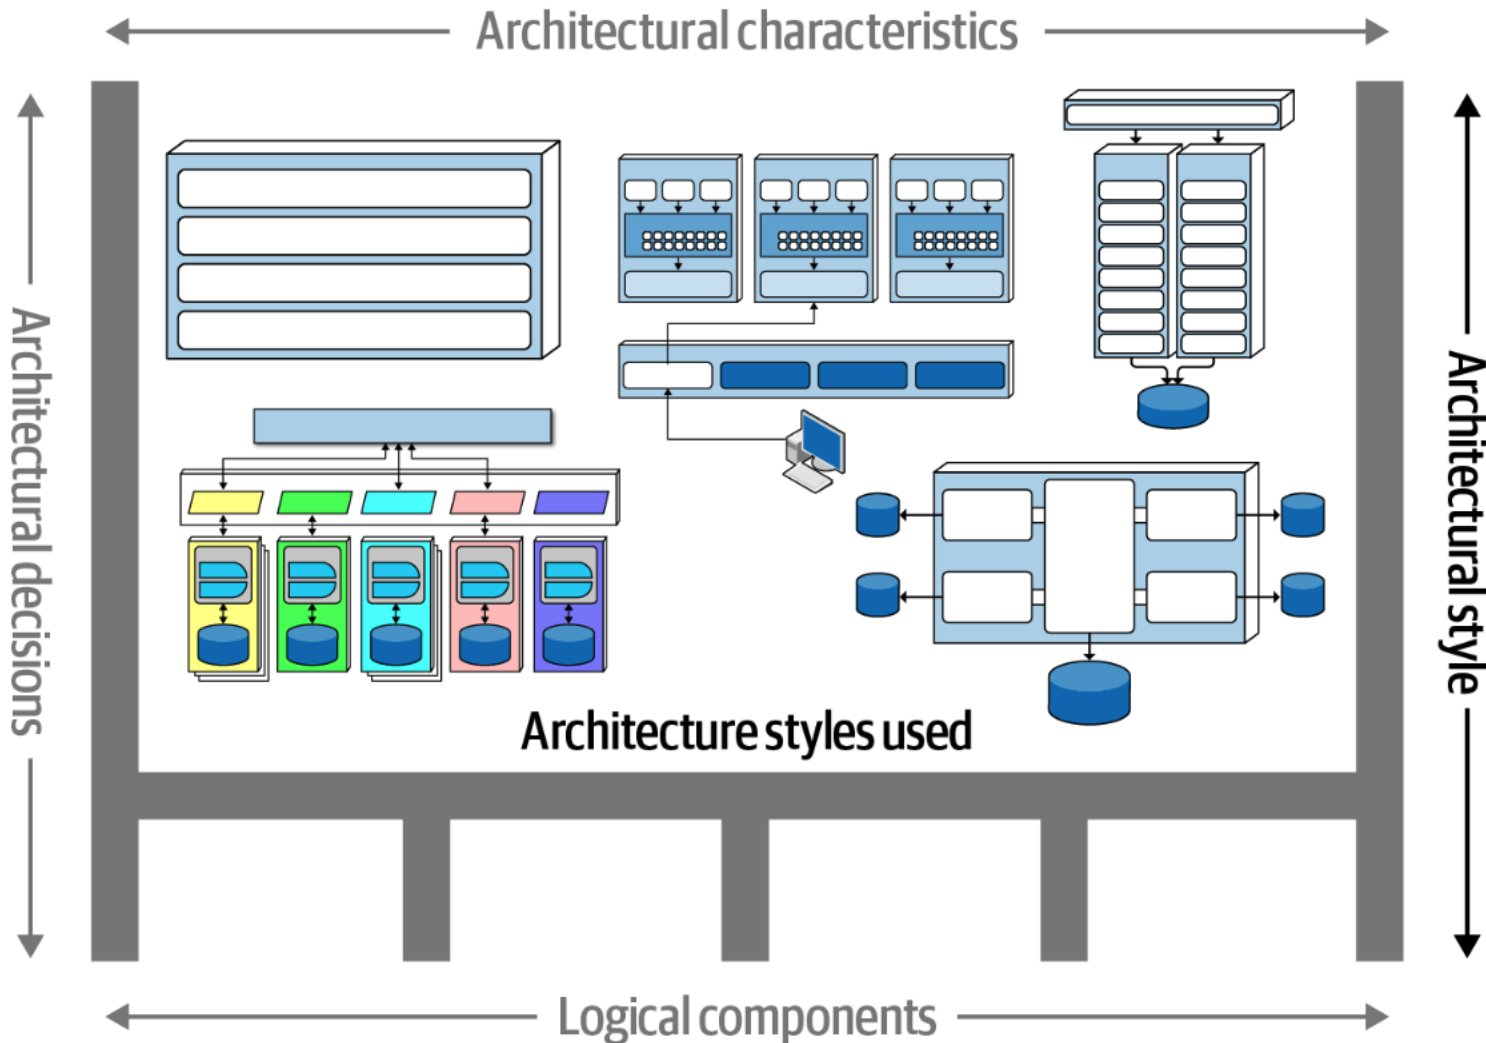 Architectural characteristics
Architectural decisions
Architectural style
Architecture styles used
Logical components